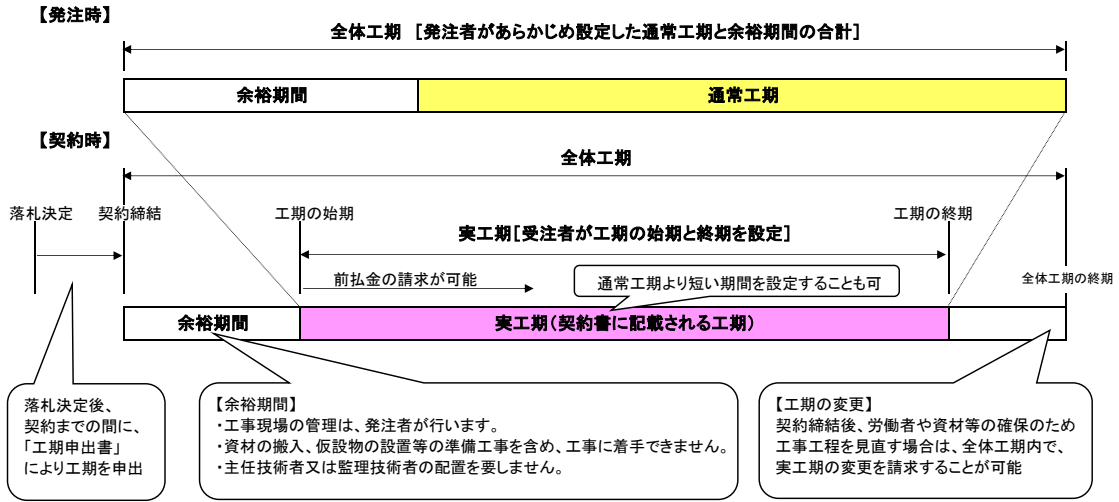 【発注時】
全体工期 [発注者があらかじめ設定した通常工期と余裕期間の合計]
余裕期間
通常工期
【契約時】
全体工期
落札決定
契約締結
工期の始期
工期の終期
実工期[受注者が工期の始期と終期を設定]
前払金の請求が可能
通常工期より短い期間を設定することも可
全体工期の終期
余裕期間
実工期(契約書に記載される工期)
落札決定後、
契約までの間に、
「工期申出書」
により工期を申出
【余裕期間】
・工事現場の管理は、発注者が行います。
・資材の搬入、仮設物の設置等の準備工事を含め、工事に着手できません。
・主任技術者又は監理技術者の配置を要しません。
【工期の変更】
契約締結後、労働者や資材等の確保のため
工事工程を見直す場合は、全体工期内で、
実工期の変更を請求することが可能